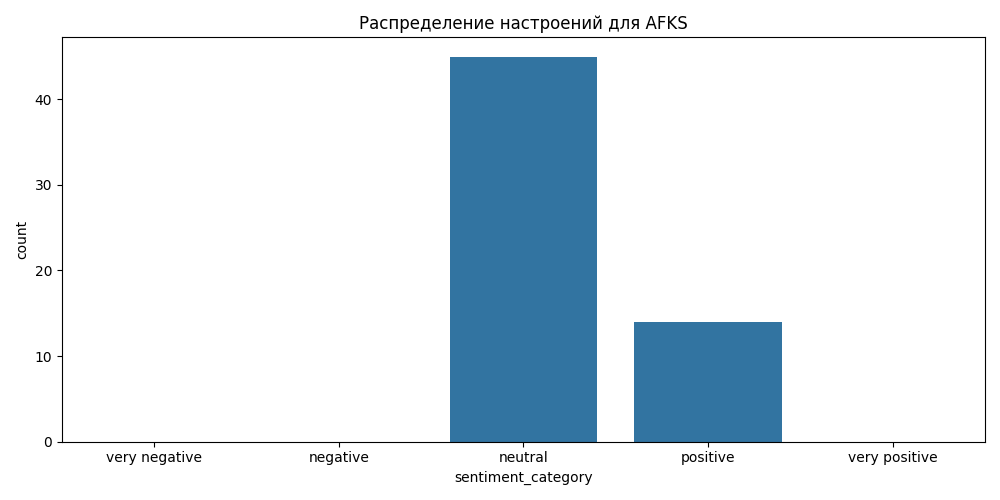 Распределение настроений для AFKS
40
30
20
10
0
count
very negative
negative
neutral
positive
very positive
sentiment_category